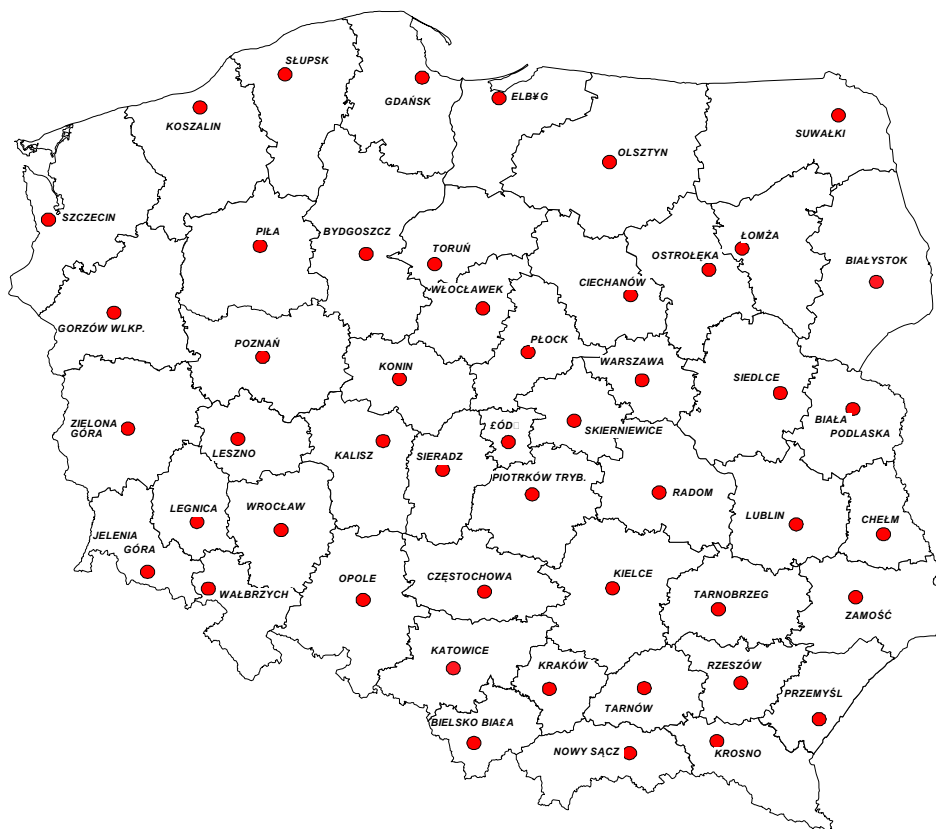 SŁUPSK
GDAŃSK
ELB¥G
KOSZALIN
SUWAŁKI
OLSZTYN
SZCZECIN
PIŁA
BYDGOSZCZ
TORUŃ
ŁOMŻA
OSTROŁĘKA
BIAŁYSTOK
WŁOCŁAWEK
CIECHANÓW
GORZÓW WLKP.
POZNAŃ
PŁOCK
KONIN
WARSZAWA
SIEDLCE
ZIELONA
GÓRA
LESZNO
KALISZ
SIERADZ
£ÓD□
SKIERNIEWICE
BIAŁA
PODLASKA
PIOTRKÓW TRYB.
RADOM
LEGNICA
WROCŁAW
LUBLIN
CHEŁM
JELENIA
GÓRA
WAŁBRZYCH
OPOLE
CZĘSTOCHOWA
KIELCE
TARNOBRZEG
ZAMOŚĆ
KATOWICE
KRAKÓW
TARNÓW
RZESZÓW
PRZEMYŚL
BIELSKO BIA£A
NOWY SĄCZ
KROSNO